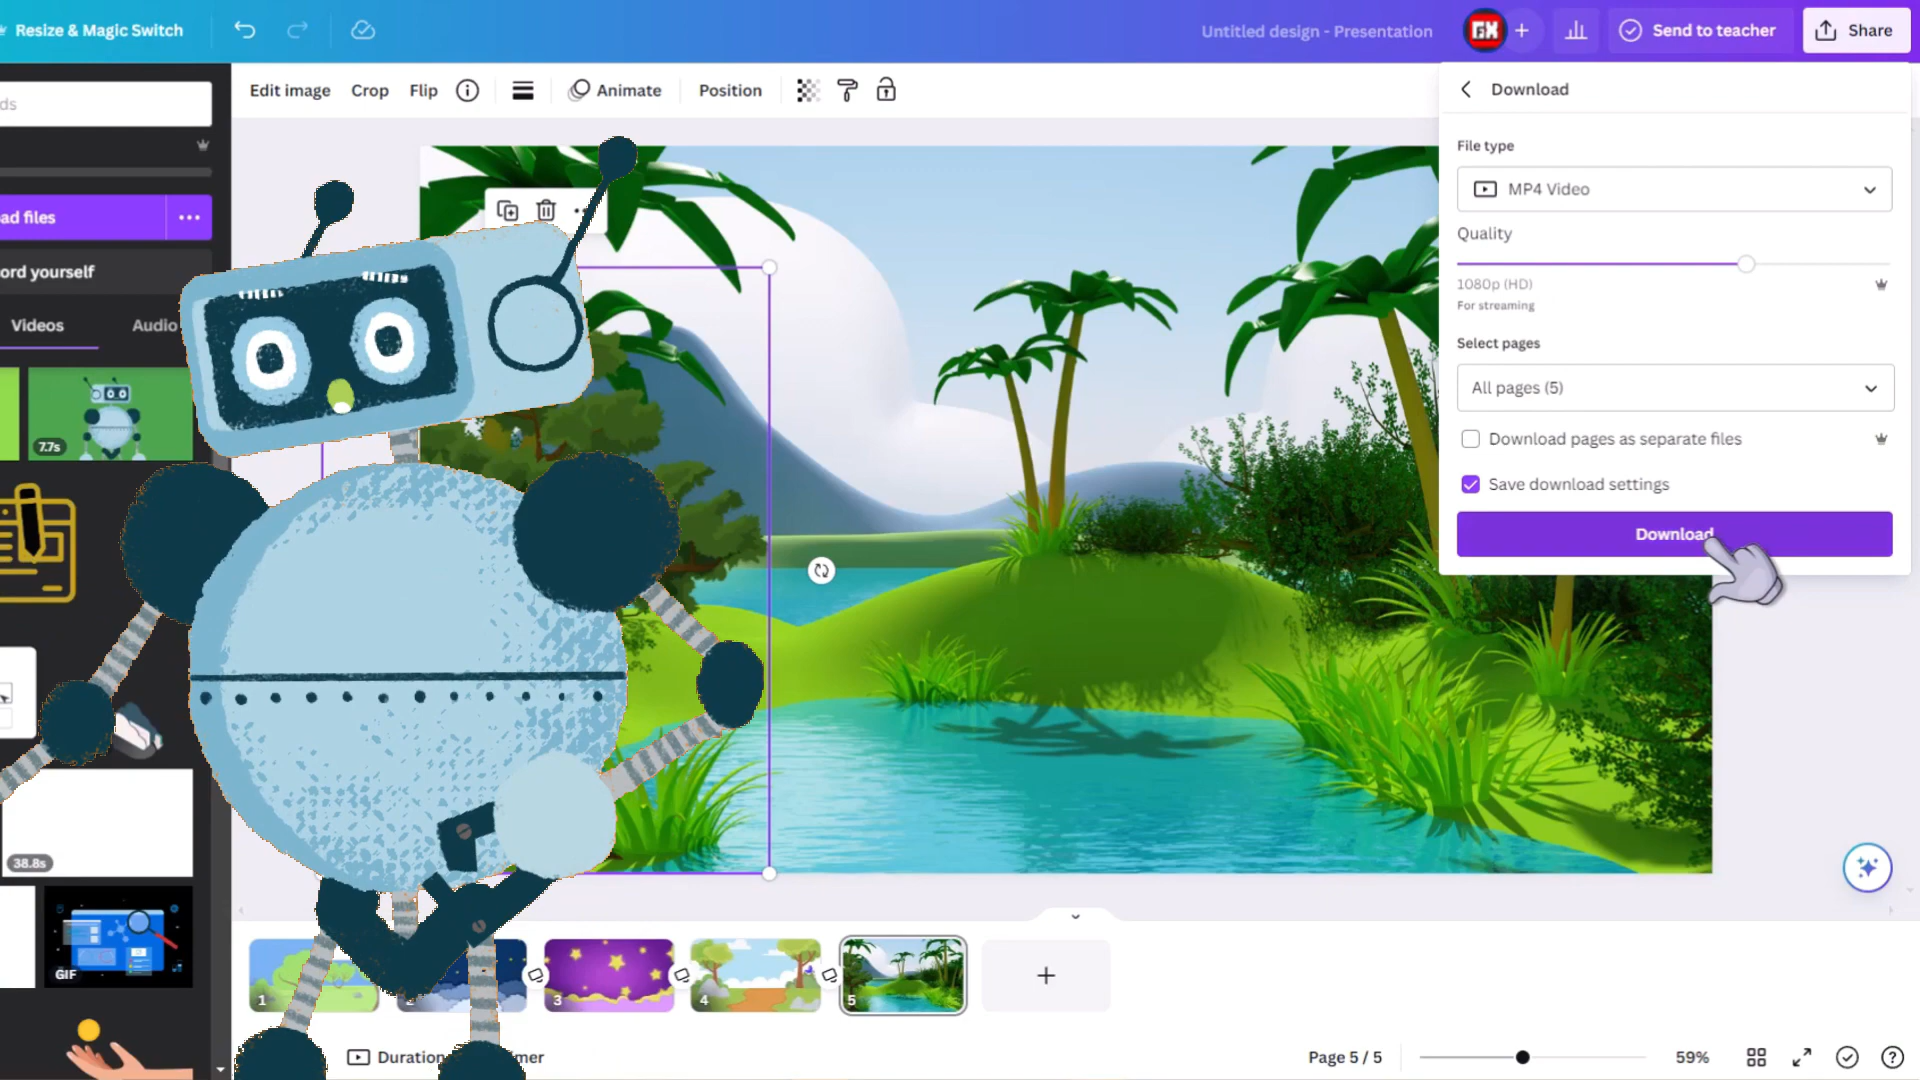 Resize & Magic Switch
Untitled design - Presentation
GX
Send to teacher
Share
ds
Edit image
Crop
Flip
Animate
Position
Download
File type
MP4 Video
Quality
1080p (HD)
For streaming
Select pages
All pages (5)
Download pages as separate files
Save download settings
Download
ad files
ord yourself
Videos
Audio
7.7s
38.8s
GIF
1
2
3
4
5
Duration
mer
Page 5 / 5
59%